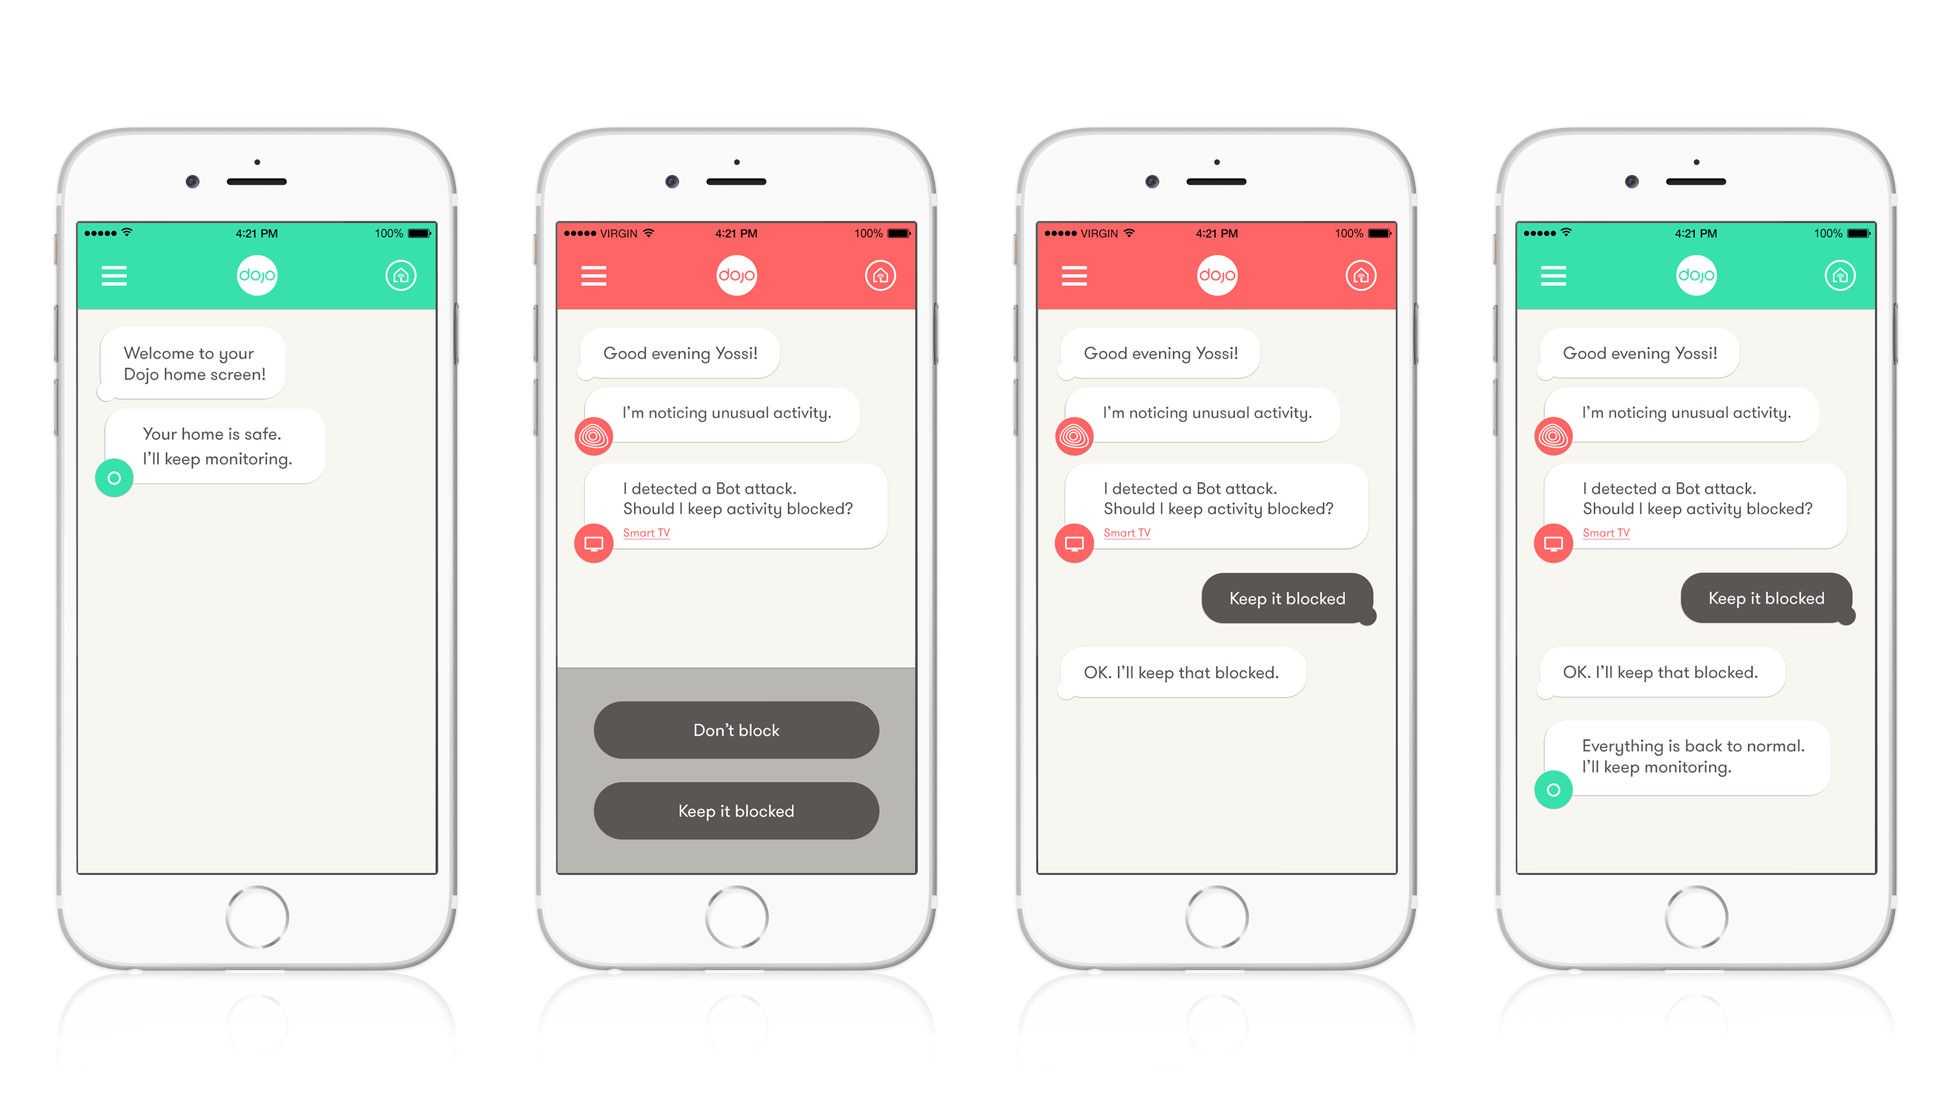 4:21 PM
100%
dojo
Welcome to your
Dojo home screen!
Your home is safe.
I'll keep monitoring.
VIRGIN
4:21 PM
100%
dojo
Good evening Yossi!
I'm noticing unusual activity.
I detected a Bot attack.
Should I keep activity blocked?
Smart TV
Don't block
Keep it blocked
VIRGIN
4:21 PM
100%
dojo
Good evening Yossi!
I'm noticing unusual activity.
I detected a Bot attack.
Should I keep activity blocked?
Smart TV
Keep it blocked
OK. I'll keep that blocked.
4:21 PM
100%
dojo
Good evening Yossi!
I'm noticing unusual activity.
I detected a Bot attack.
Should I keep activity blocked?
Smart TV
Keep it blocked
OK. I'll keep that blocked.
Everything is back to normal.
I'll keep monitoring.